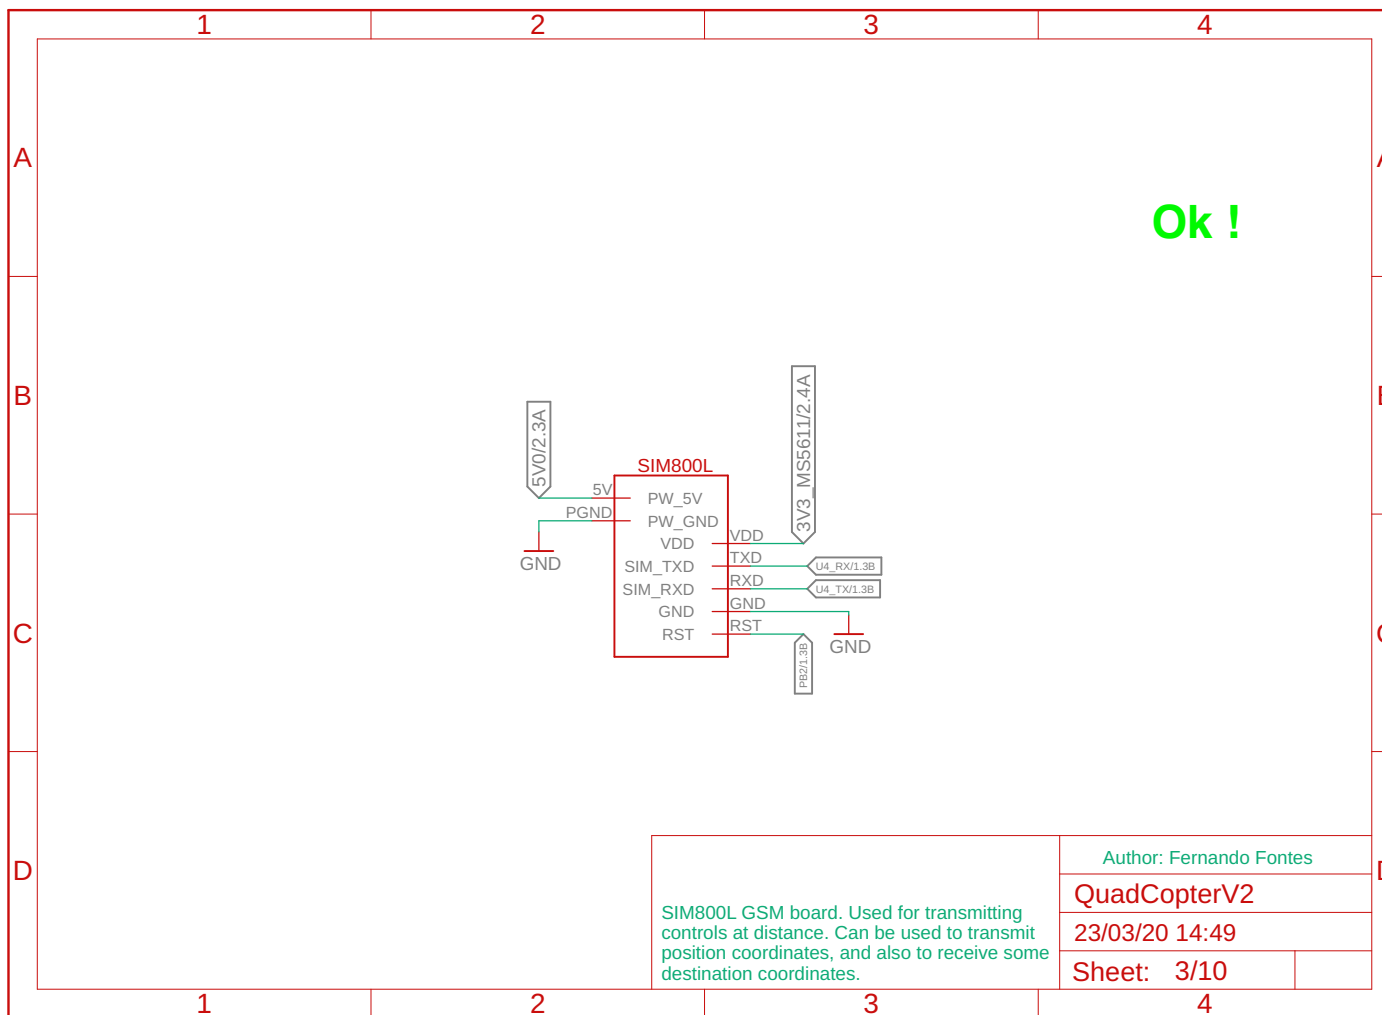 1 2 3 4
A
A
Ok !
B
B
5V0/2.3A
3V3_MS5611/2.4A
SIM800L
5V
PW_5V
PGND
PW_GND
VDD
VDD
GND
SIM_TXD
TXD
U4_RX/1.3B
SIM_RXD
RXD
U4_TX/1.3B
GND
GND
C
C
RST
RST
GND
PB2/1.3B
D
D
Author: Fernando Fontes
QuadCopterV2
SIM800L GSM board. Used for transmitting
controls at distance. Can be used to transmit
position coordinates, and also to receive some
destination coordinates.
23/03/20 14:49
Sheet: 3/10
1 2 3 4